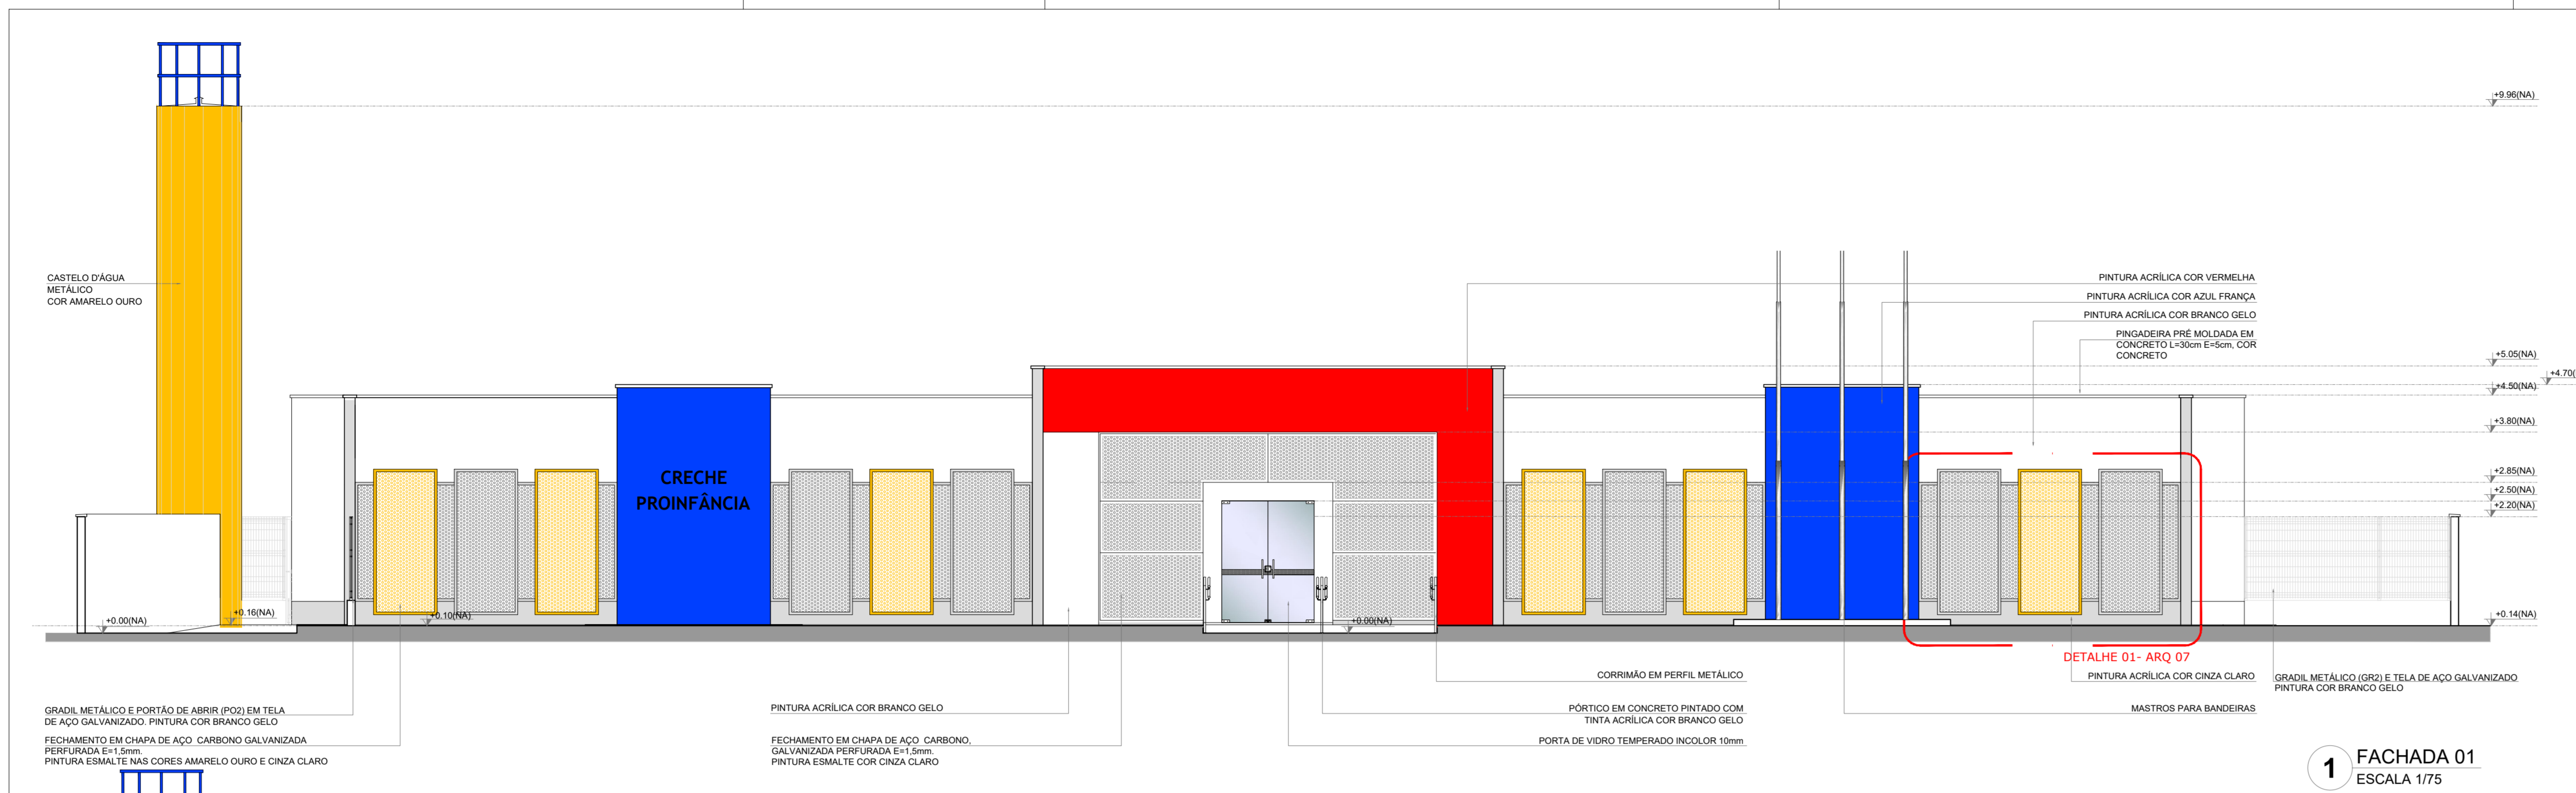 +9.96(NA)
CASTELO D'ÁGUA
METÁLICO
COR AMARELO OURO
PINTURA ACRÍLICA COR VERMELHA
PINTURA ACRÍLICA COR AZUL FRANÇA
PINTURA ACRÍLICA COR BRANCO GELO
PINGADEIRA PRÉ MOLDADA EM
CONCRETO L=30cm E=5cm, COR
CONCRETO
+5.05(NA)
+4.70(
+4.50(NA)
+3.80(NA)
+2.85(NA)
+2.50(NA)
+2.20(NA)
CRECHE
PROINFÂNCIA
+0.00(NA)
+0.16(NA)
+0.10(NA)
+0.00(NA)
+0.14(NA)
DETALHE 01- ARQ 07
CORRIMÃO EM PERFIL METÁLICO
PINTURA ACRÍLICA COR CINZA CLARO
GRADIL METÁLICO (GR2) E TELA DE AÇO GALVANIZADO
PINTURA COR BRANCO GELO
GRADIL METÁLICO E PORTÃO DE ABRIR (PO2) EM TELA
DE AÇO GALVANIZADO. PINTURA COR BRANCO GELO
PINTURA ACRÍLICA COR BRANCO GELO
PÓRTICO EM CONCRETO PINTADO COM
TINTA ACRÍLICA COR BRANCO GELO
MASTROS PARA BANDEIRAS
FECHAMENTO EM CHAPA DE AÇO CARBONO GALVANIZADA
PERFURADA E=1,5mm.
PINTURA ESMALTE NAS CORES AMARELO OURO E CINZA CLARO
FECHAMENTO EM CHAPA DE AÇO CARBONO,
GALVANIZADA PERFURADA E=1,5mm.
PINTURA ESMALTE COR CINZA CLARO
PORTA DE VIDRO TEMPERADO INCOLOR 10mm
1
FACHADA 01
ESCALA 1/75